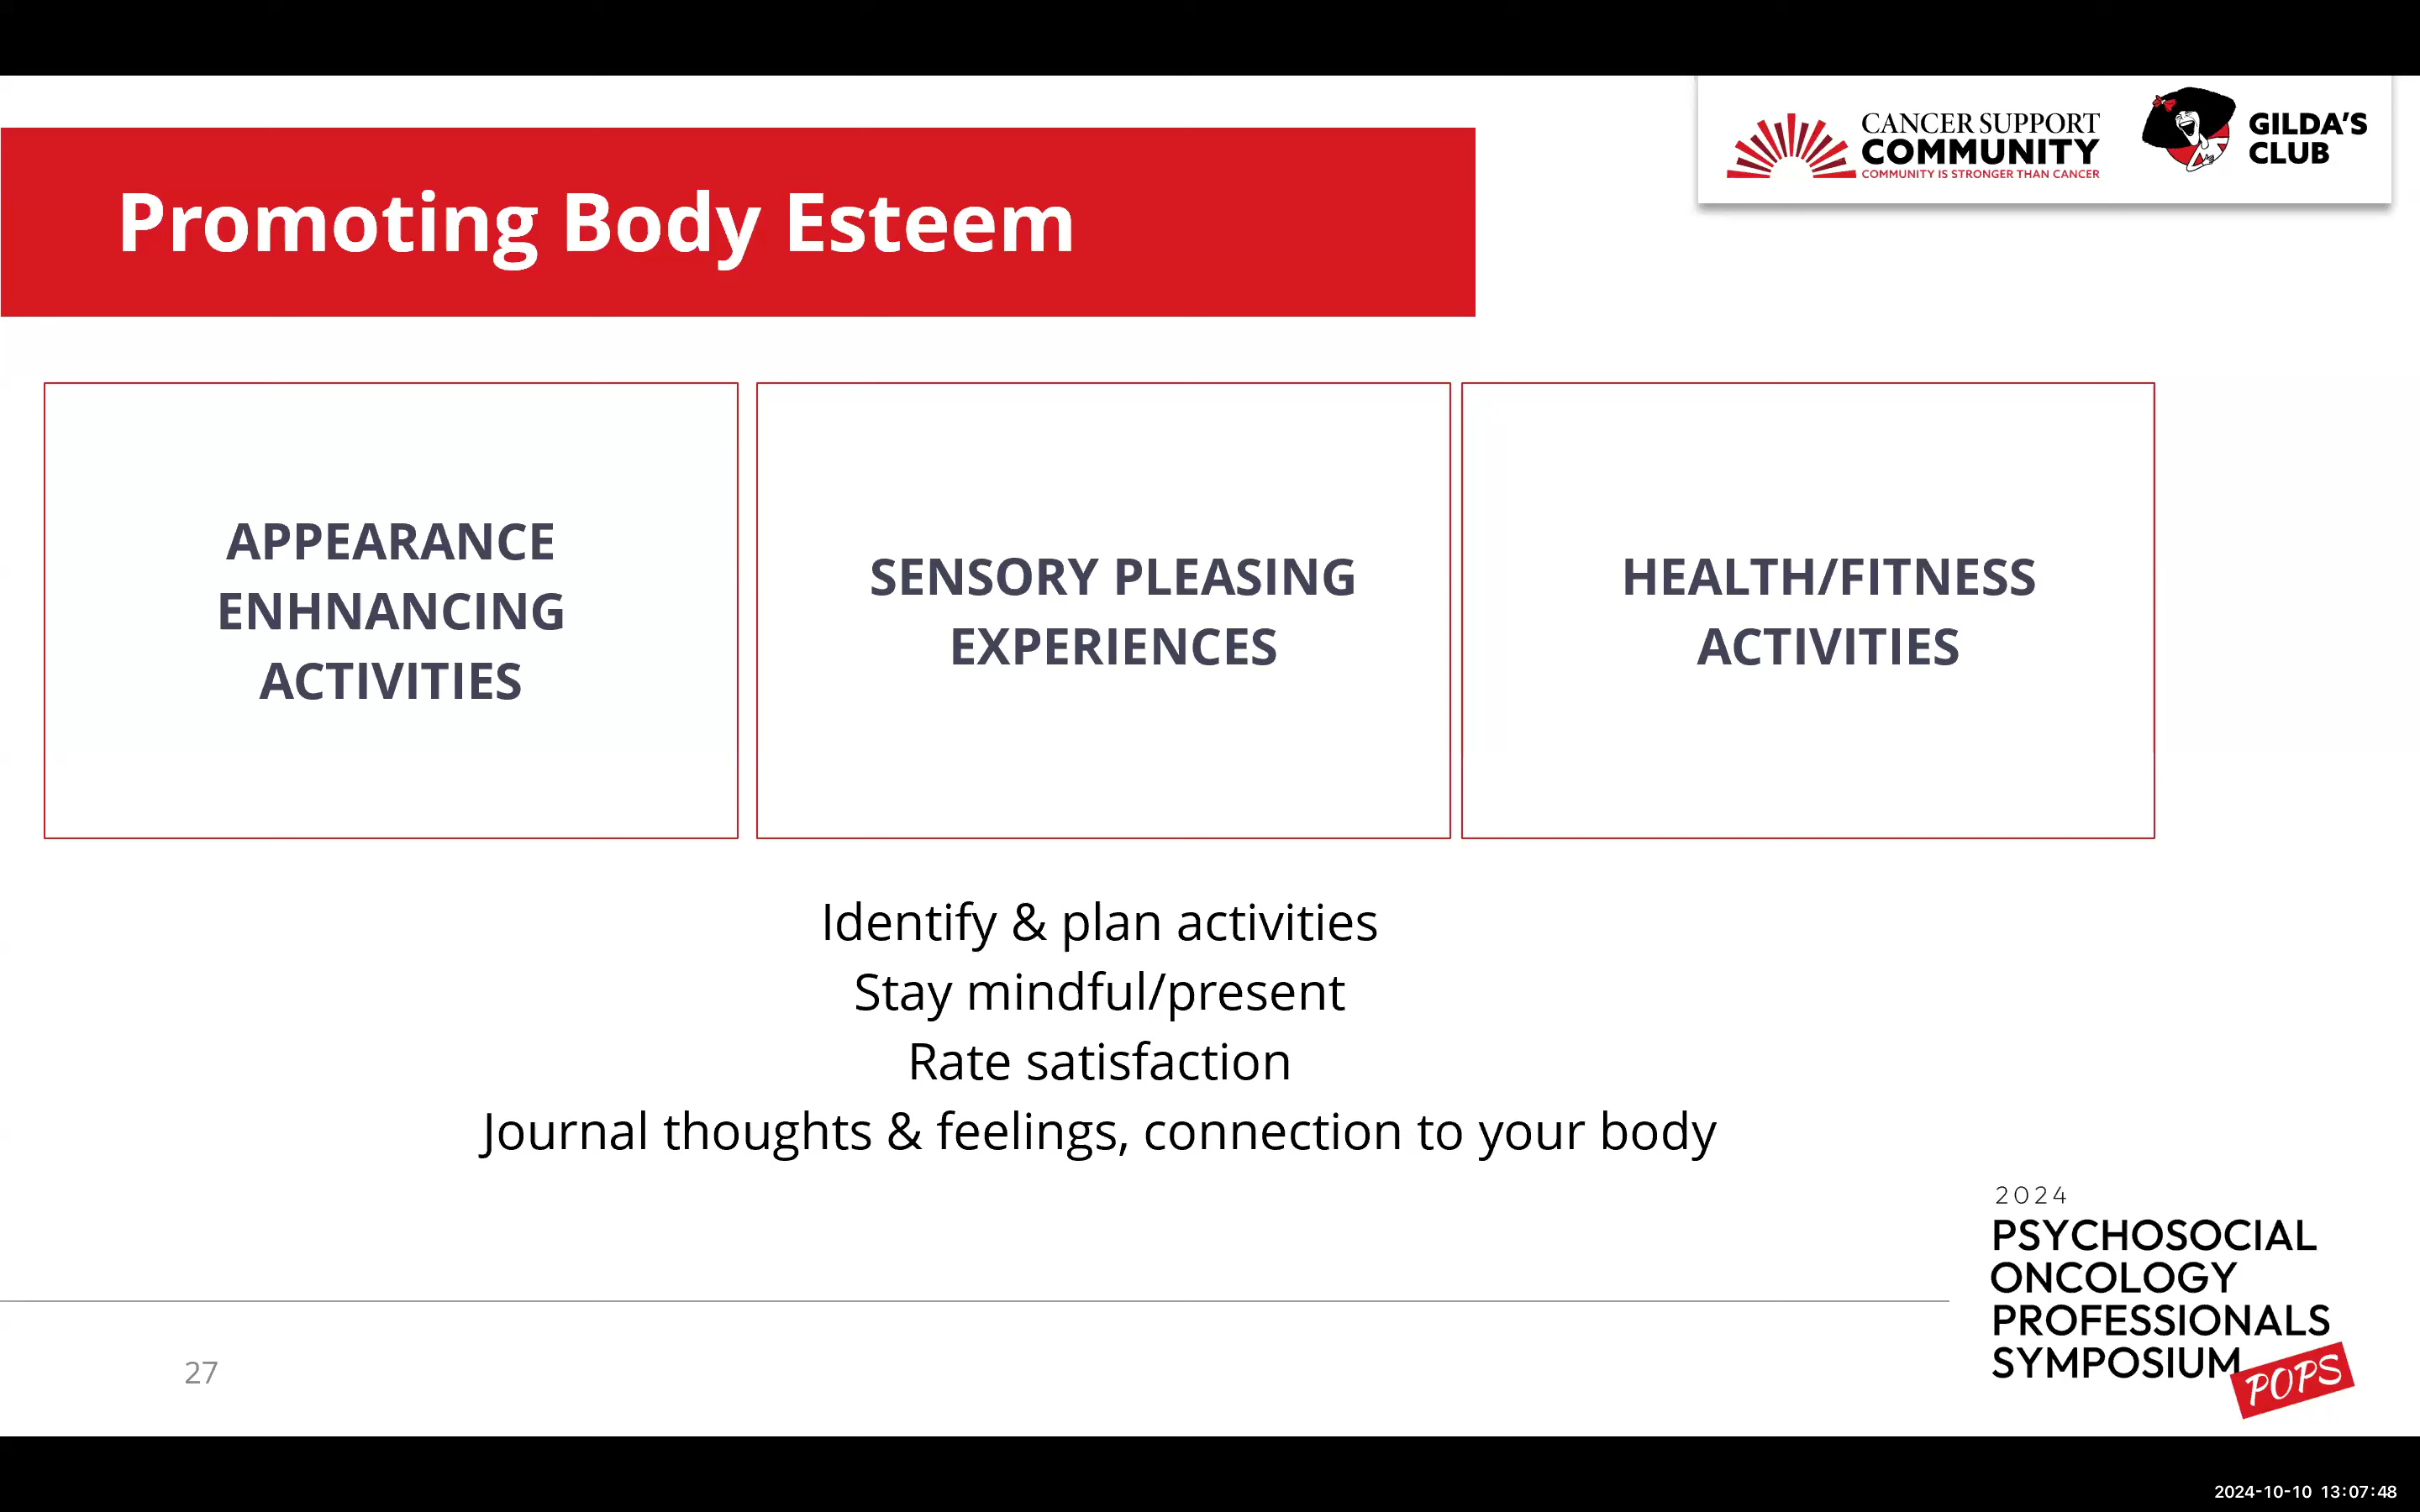 CANCER SUPPORT
COMMUNITY
COMMUNITY IS STRONGER THAN CANCER
GILDA'S
CLUB
Promoting Body Esteem
APPEARANCE
ENHNANCING
ACTIVITIES
SENSORY PLEASING
EXPERIENCES
HEALTH/FITNESS
ACTIVITIES
Identify & plan activities
Stay mindful/present
Rate satisfaction
Journal thoughts & feelings, connection to your body
2024
PSYCHOSOCIAL
ONCOLOGY
PROFESSIONALS
SYMPOSIUM
POPS
27
2024-10-10 13:07:48